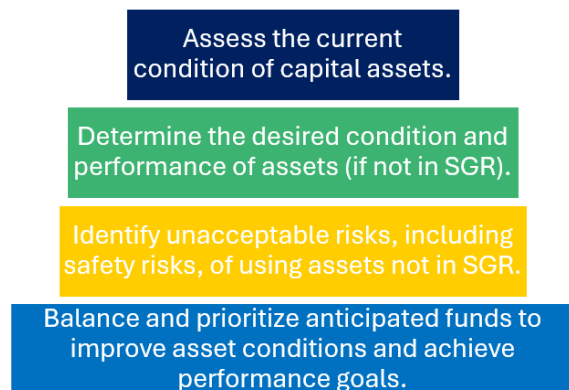 Assess the current
condition of capital assets.
Determine the desired condition and
performance of assets (if not in SGR).
Identify unacceptable risks, including
safety risks, of using assets not in SGR.
Balance and prioritize anticipated funds to
improve asset conditions and achieve
performance goals.